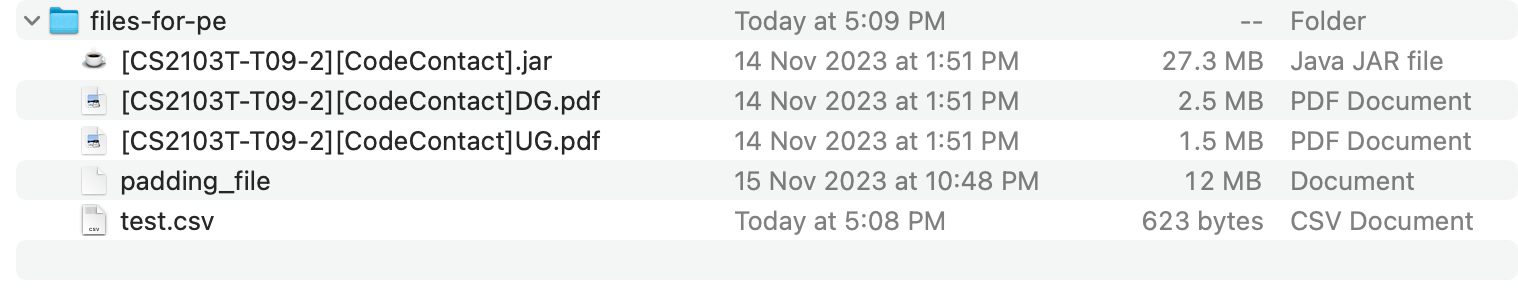 files-for-pe Today at 5:09 PM -- Folder
[CS2103T-T09-2][CodeContact].jar 14 Nov 2023 at 1:51 PM 27.3 MB Java JAR file
[CS2103T-T09-2][CodeContact]DG.pdf 14 Nov 2023 at 1:51 PM 2.5 MB PDF Document
[CS2103T-T09-2][CodeContact]UG.pdf 14 Nov 2023 at 1:51 PM 1.5 MB PDF Document
padding_file 15 Nov 2023 at 10:48 PM 12 MB Document
test.csv Today at 5:08 PM 623 bytes CSV Document